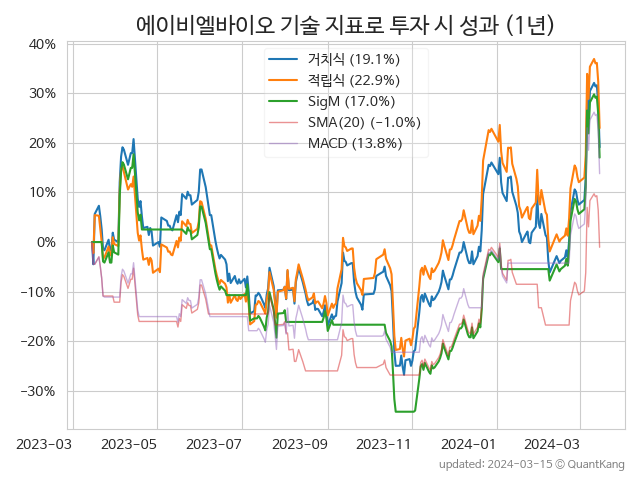 에이비엘바이오 기술 지표로 투자 시 성과 (1년)
40%
30%
20%
10%
0%
−10%
−20%
−30%
거치식 (19.1%)
적립식 (22.9%)
SigM (17.0%)
SMA(20) (−1.0%)
MACD (13.8%)
2023−03 2023−05 2023−07 2023−09 2023−11 2024−01 2024−03
updated: 2024−03−15 ⓒ QuantKang